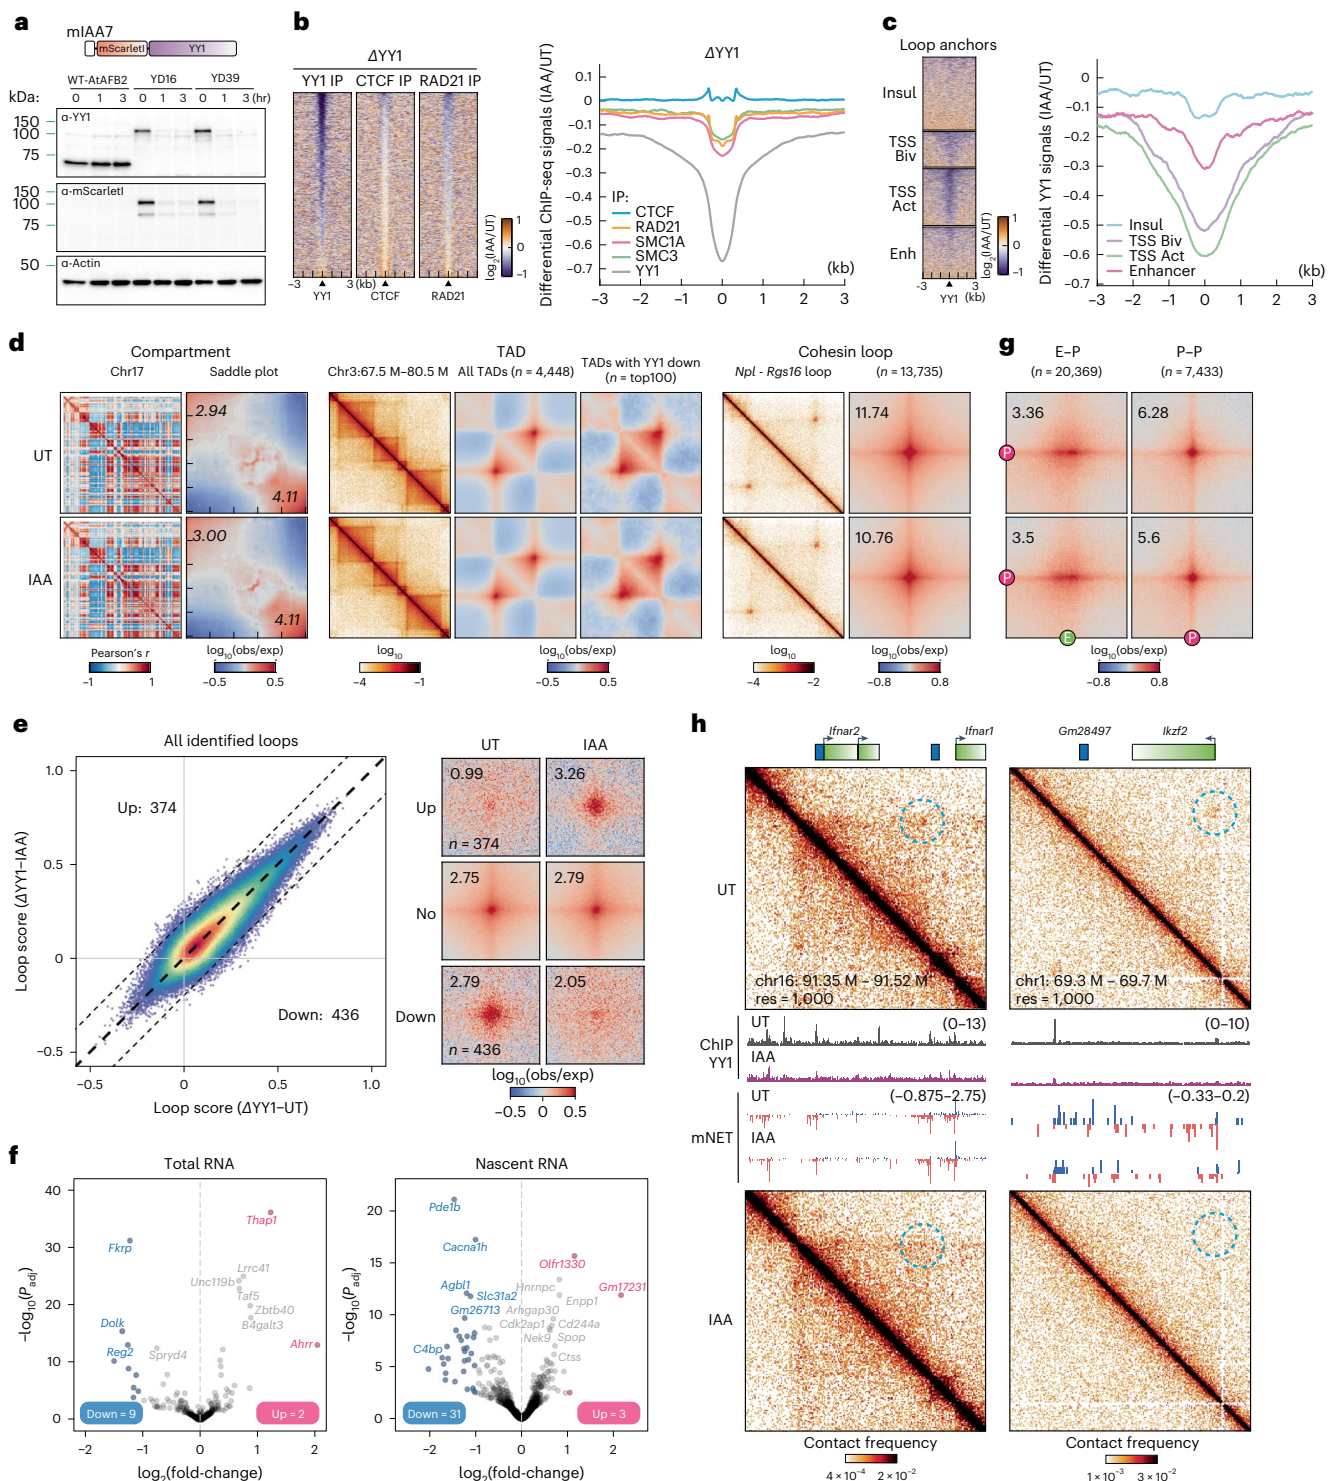 a
mIAA7
mScarletI
YY1
WT-AtAFB2 YD16 YD39
kDa: 0 1 3 0 1 3 0 1 3 (hr)
α-YY1
150
100
75
α-mScarletI
150
100
75
α-Actin
50
b
ΔYY1
YY1 IP CTCF IP RAD21 IP
−3 3 (kb)
YY1 CTCF RAD21
log2(IAA/UT)
1
0
−1
ΔYY1
Differential ChIP-seq signals (IAA/UT)
0.1
0
−0.1
−0.2
−0.3
−0.4
−0.5
−0.6
−0.7
IP:
CTCF
RAD21
SMC1A
SMC3
YY1
(kb)
−3 −2 −1 0 1 2 3
c
Loop anchors
Insul
TSS Biv
TSS Act
Enh
−3 3
YY1 (kb)
log2(IAA/UT)
1
0
−1
Differential YY1 signals (IAA/UT)
0
−0.1
−0.2
−0.3
−0.4
−0.5
−0.6
−0.7
Insul
TSS Biv
TSS Act
Enhancer
(kb)
−3 −2 −1 0 1 2 3
d
Compartment
Chr17 Saddle plot
TAD
Chr3:67.5 M−80.5 M
All TADs (n = 4,448)
TADs with YY1 down
(n = top100)
Cohesin loop
Npl - Rgs16 loop
(n = 13,735)
UT
2.94
4.11
11.74
IAA
3.00
4.11
10.76
Pearson's r
−1 1
log10(obs/exp)
−0.5 0.5
log10
−4 −1
log10(obs/exp)
−0.5 0.5
log10
−4 −2
log10(obs/exp)
−0.8 0.8
g
E–P P–P
(n = 20,369) (n = 7,433)
3.36 6.28
P
3.5 5.6
P
E P
log10(obs/exp)
−0.8 0.8
e
All identified loops
Loop score (ΔYY1–IAA)
1.0
0.5
0
−0.5
Up: 374
Down: 436
−0.5 0 0.5 1.0
Loop score (ΔYY1–UT)
UT IAA
Up
0.99 3.26
n = 374
No
2.75 2.79
Down
2.79 2.05
n = 436
log10(obs/exp)
−0.5 0 0.5
f
Total RNA
−log10(Padj)
40
30
20
10
0
Thap1
Fkrp
Lrrc41
Unc119b
Taf5
Zbtb40
B4galt3
Dolk
Reg2
Spryd4
Ahrr
Down = 9
Up = 2
−2 −1 0 1 2
log2(fold-change)
Nascent RNA
−log10(Padj)
20
15
10
5
0
Pde1b
Cacna1h
Olfr1330
Agbl1
Slc31a2
Hnrnpc
Gm17231
Enpp1
Gm26713
Arhgap30
Cdk2ap1
Cd244a
Nek9
Spop
C4bp
Ctss
Down = 31
Up = 3
−2 −1 0 1 2
log2(fold-change)
h
Ifnar2 Ifnar1
Gm28497 Ikzf2
UT
chr16: 91.35 M − 91.52 M
res = 1,000
chr1: 69.3 M − 69.7 M
res = 1,000
ChIP
YY1
UT (0–13) (0–10)
IAA
mNET
UT (−0.875–2.75) (−0.33–0.2)
IAA
IAA
Contact frequency
4 × 10−4 2 × 10−2
Contact frequency
1 × 10−3 3 × 10−2